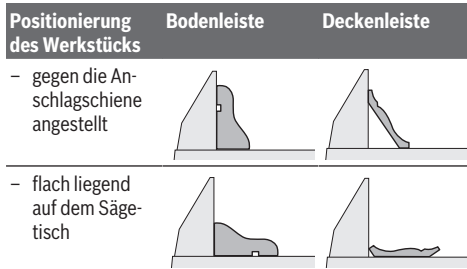 Positionierung des Werkstücks Bodenleiste Deckenleiste
– gegen die An-
schlagschiene
angestellt
– flach liegend
auf dem Säge-
tisch